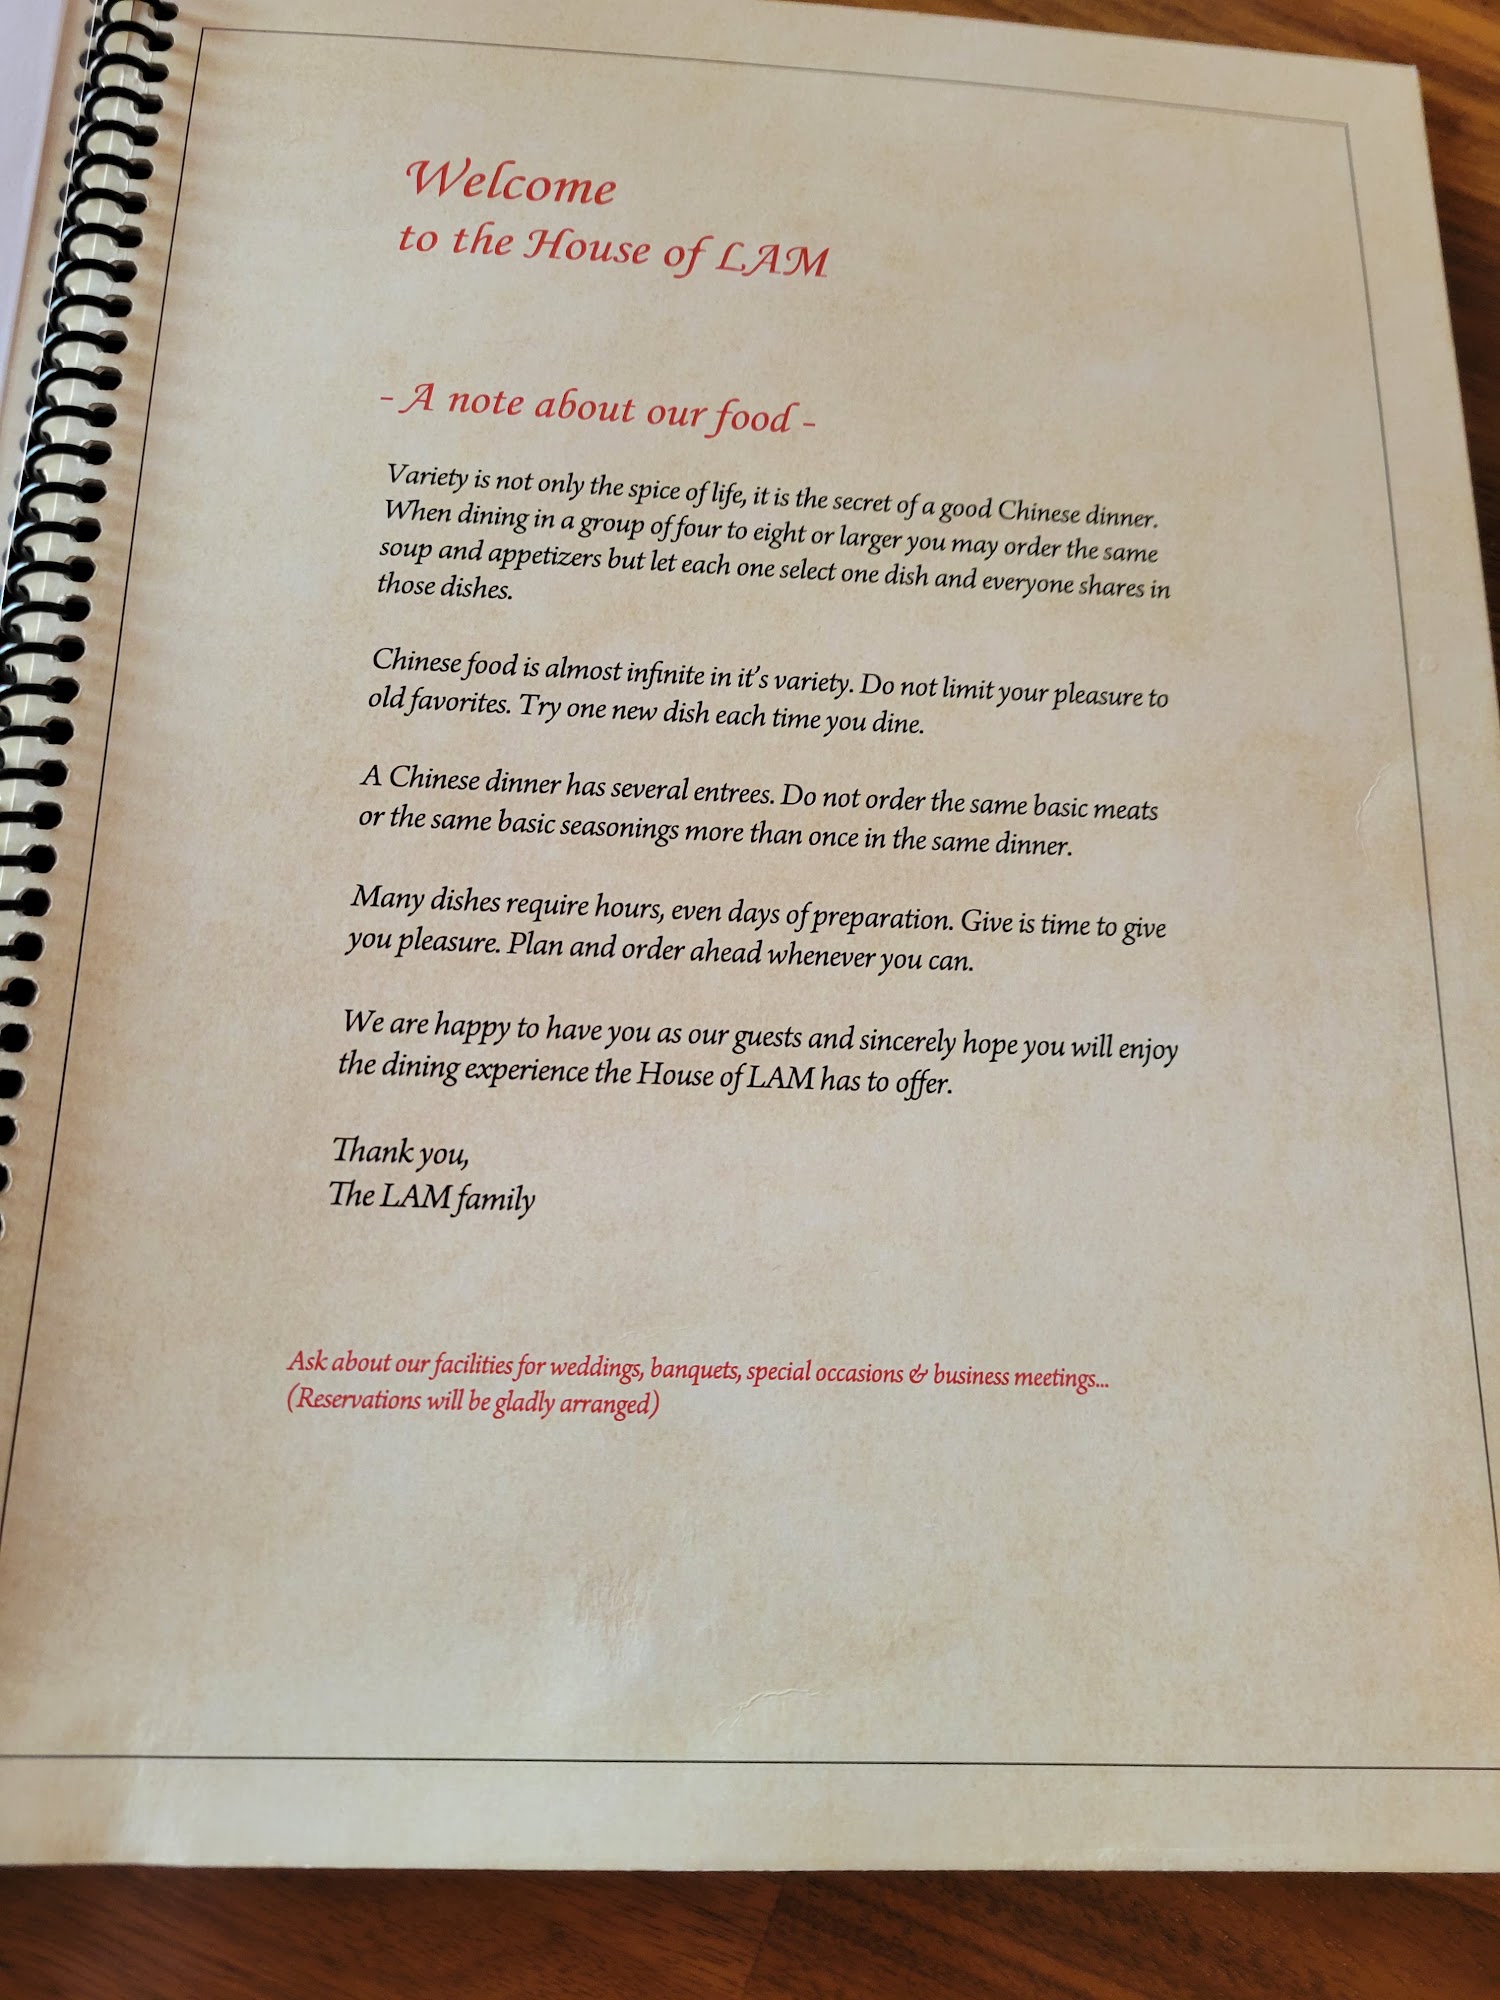 Welcome
to the House of LAM
- A note about our food -
Variety is not only the spice of life, it is the secret of a good Chinese dinner.
When dining in a group of four to eight or larger you may order the same
soup and appetizers but let each one select one dish and everyone shares in
those dishes.
Chinese food is almost infinite in it's variety. Do not limit your pleasure to
old favorites. Try one new dish each time you dine.
A Chinese dinner has several entrees. Do not order the same basic meats
or the same basic seasonings more than once in the same dinner.
Many dishes require hours, even days of preparation. Give is time to give
you pleasure. Plan and order ahead whenever you can.
We are happy to have you as our guests and sincerely hope you will enjoy
the dining experience the House of LAM has to offer.
Thank you,
The LAM family
Ask about our facilities for weddings, banquets, special occasions & business meetings...
(Reservations will be gladly arranged)